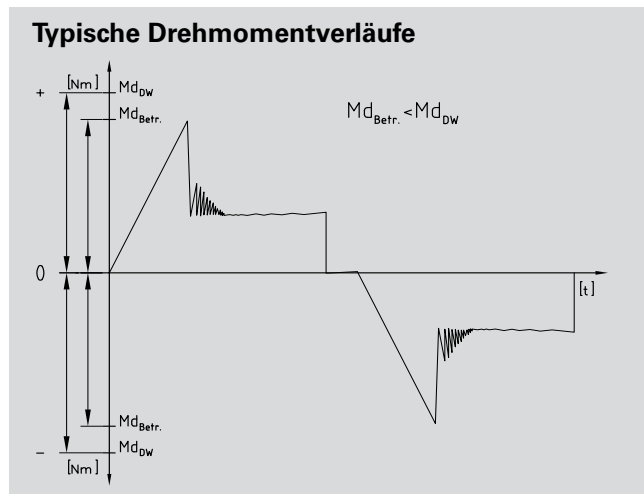 Typische Drehmomentverläufe
[Nm] Md_DW
+
Md_Betr.
Md_Betr. < Md_DW
0
[t]
Md_Betr.
− Md_DW
[Nm]